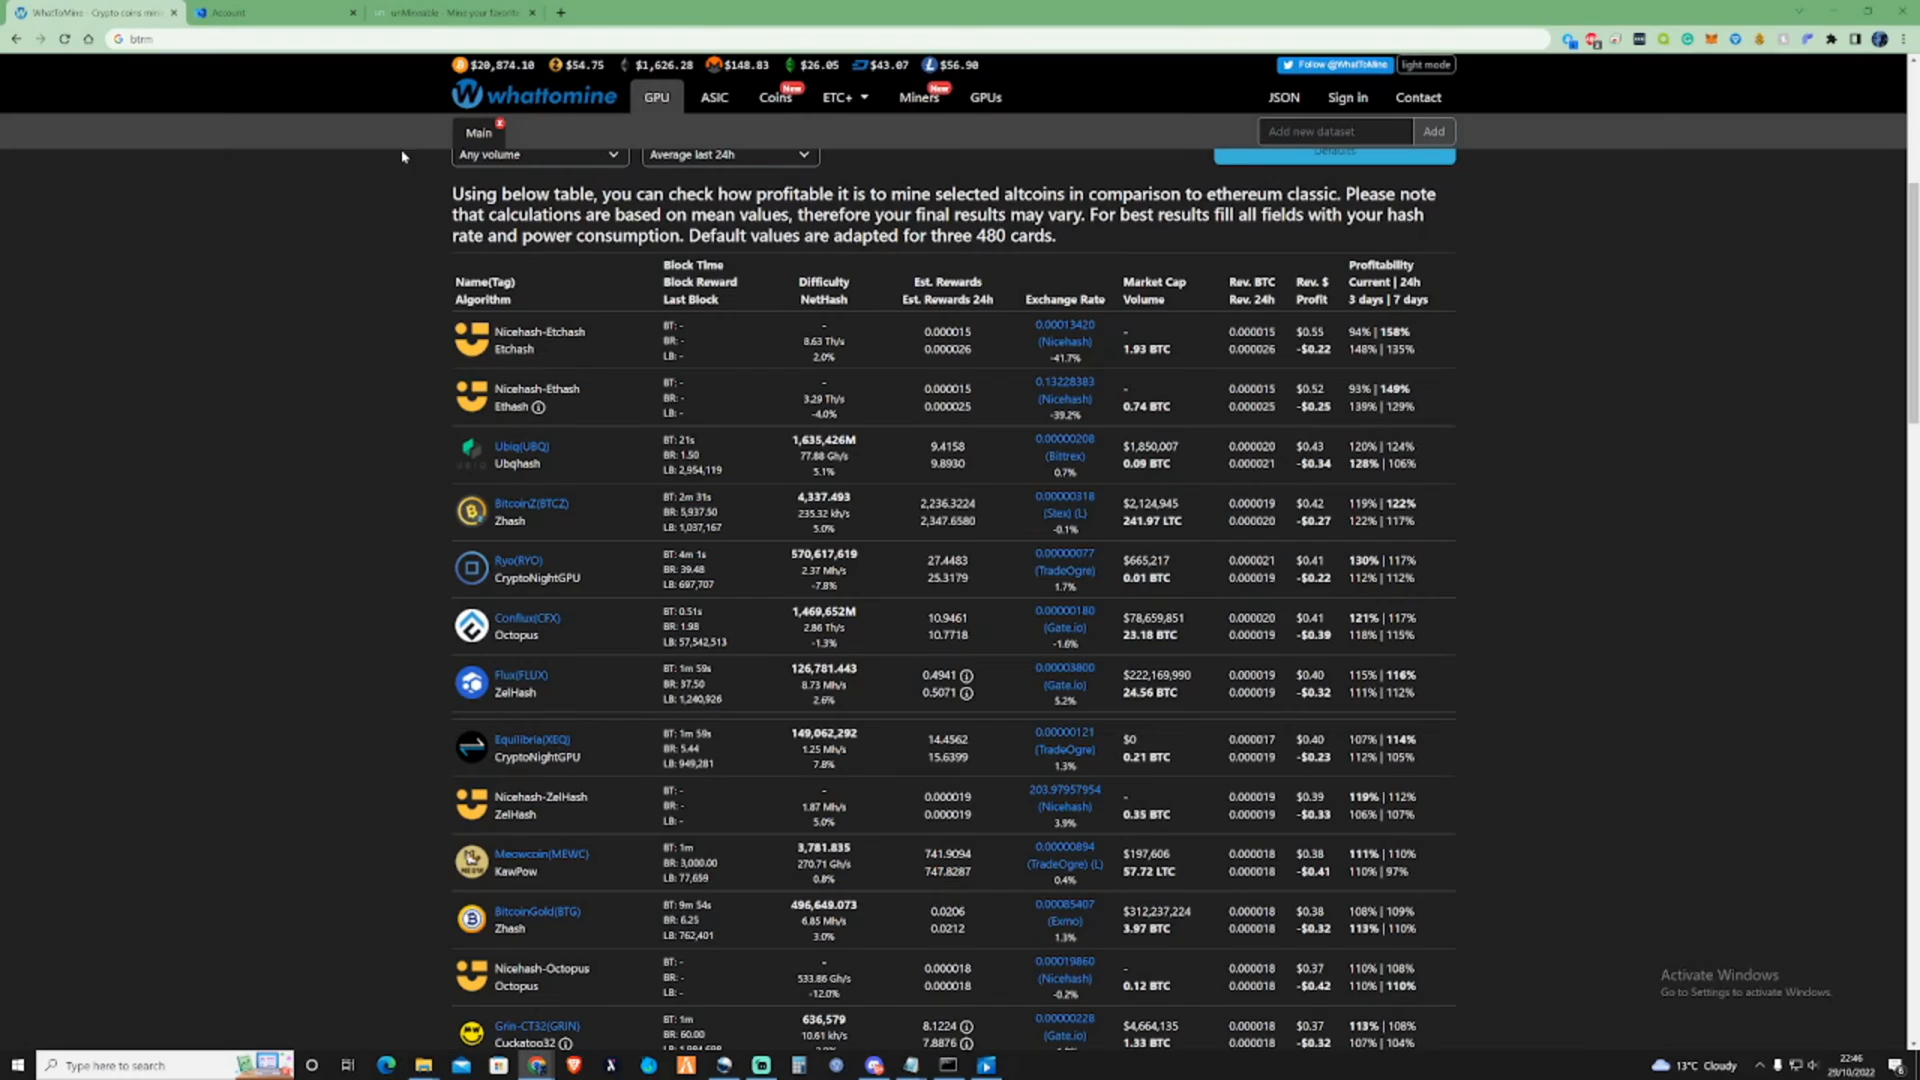 WhatToMine - Crypto coins mini
Account
unMineable - Mine your favorite
btrm
$20,874.10 $54.75 $1,626.28 $148.83 $26.05 $43.07 $56.90
Follow @WhatToMine light mode
whattomine GPU ASIC Coins New ETC+ Miners New GPUs JSON Sign in Contact
Main Add new dataset Add
Any volume Average last 24h Defaults
Using below table, you can check how profitable it is to mine selected altcoins in comparison to ethereum classic. Please note
that calculations are based on mean values, therefore your final results may vary. For best results fill all fields with your hash
rate and power consumption. Default values are adapted for three 480 cards.
Block Time Profitability
Name(Tag) Block Reward Difficulty Est. Rewards Market Cap Rev. BTC Rev. $ Current | 24h
Algorithm Last Block NetHash Est. Rewards 24h Exchange Rate Volume Rev. 24h Profit 3 days | 7 days
Nicehash-Etchash BT: - - 0.000015 0.00013420 - 0.000015 $0.55 94% | 158%
Etchash BR: - 8.63 Th/s 0.000026 (Nicehash) 1.93 BTC 0.000026 -$0.22 148% | 135%
LB: - 2.0% -41.7%
Nicehash-Ethash BT: - - 0.000015 0.13228383 - 0.000015 $0.52 93% | 149%
Ethash BR: - 3.29 Th/s 0.000025 (Nicehash) 0.74 BTC 0.000025 -$0.25 139% | 129%
LB: - -4.0% -39.2%
Ubiq(UBQ) BT: 21s 1,635,426M 9.4158 0.00000208 $1,850,007 0.000020 $0.43 120% | 124%
Ubqhash BR: 1.50 77.88 Gh/s 9.8930 (Bittrex) 0.09 BTC 0.000021 -$0.34 128% | 106%
LB: 2,954,119 5.1% 0.7%
BitcoinZ(BTCZ) BT: 2m 31s 4,337.493 2,236.3224 0.00000318 $2,124,945 0.000019 $0.42 119% | 122%
Zhash BR: 5,937.50 235.32 kh/s 2,347.6580 (Stex) (L) 241.97 LTC 0.000020 -$0.27 122% | 117%
LB: 1,037,167 5.0% -0.1%
Ryo(RYO) BT: 4m 1s 570,617,619 27.4483 0.00000077 $665,217 0.000021 $0.41 130% | 117%
CryptoNightGPU BR: 39.48 2.37 Mh/s 25.3179 (TradeOgre) 0.01 BTC 0.000019 -$0.22 112% | 112%
LB: 697,707 -7.8% 1.7%
Conflux(CFX) BT: 0.51s 1,469,652M 10.9461 0.00000180 $78,659,851 0.000020 $0.41 121% | 117%
Octopus BR: 1.98 2.86 Th/s 10.7718 (Gate.io) 23.18 BTC 0.000019 -$0.39 118% | 115%
LB: 57,542,513 -1.3% -1.6%
Flux(FLUX) BT: 1m 59s 126,781.443 0.4941 0.00003800 $222,169,990 0.000019 $0.40 115% | 116%
ZelHash BR: 37.50 8.73 Mh/s 0.5071 (Gate.io) 24.56 BTC 0.000019 -$0.32 111% | 112%
LB: 1,240,926 2.6% 5.2%
Equilibria(XEQ) BT: 1m 59s 149,062,292 14.4562 0.00000121 $0 0.000017 $0.40 107% | 114%
CryptoNightGPU BR: 5.44 1.25 Mh/s 15.6399 (TradeOgre) 0.21 BTC 0.000019 -$0.23 112% | 105%
LB: 949,281 7.8% 1.3%
Nicehash-ZelHash BT: - - 0.000019 203.97957954 - 0.000019 $0.39 119% | 112%
ZelHash BR: - 1.87 Mh/s 0.000019 (Nicehash) 0.35 BTC 0.000019 -$0.33 106% | 107%
LB: - 5.0% 3.9%
Meowcoin(MEWC) BT: 1m 3,781.835 741.9094 0.00000894 $197,606 0.000018 $0.38 111% | 110%
KawPow BR: 3,000.00 270.71 Gh/s 747.8287 (TradeOgre) (L) 57.72 LTC 0.000018 -$0.41 110% | 97%
LB: 77,659 0.8% 0.4%
BitcoinGold(BTG) BT: 9m 54s 496,649.073 0.0206 0.00085407 $312,237,224 0.000018 $0.38 108% | 109%
Zhash BR: 6.25 6.85 Mh/s 0.0212 (Exmo) 3.97 BTC 0.000018 -$0.32 113% | 110%
LB: 762,401 3.0% 1.3%
Nicehash-Octopus BT: - - 0.000018 0.00019860 - 0.000018 $0.37 110% | 108%
Octopus BR: - 533.86 Gh/s 0.000018 (Nicehash) 0.12 BTC 0.000018 -$0.42 110% | 110%
LB: - -12.0% -0.2%
Grin-CT32(GRIN) BT: 1m 636,579 8.1224 0.00000228 $4,664,135 0.000018 $0.37 113% | 108%
Cuckatoo32 BR: 60.00 10.61 kh/s 7.8876 (Gate.io) 1.33 BTC 0.000018 -$0.32 107% | 104%
Activate Windows
Go to Settings to activate Windows.
Type here to search
13°C Cloudy
22:46
29/10/2022